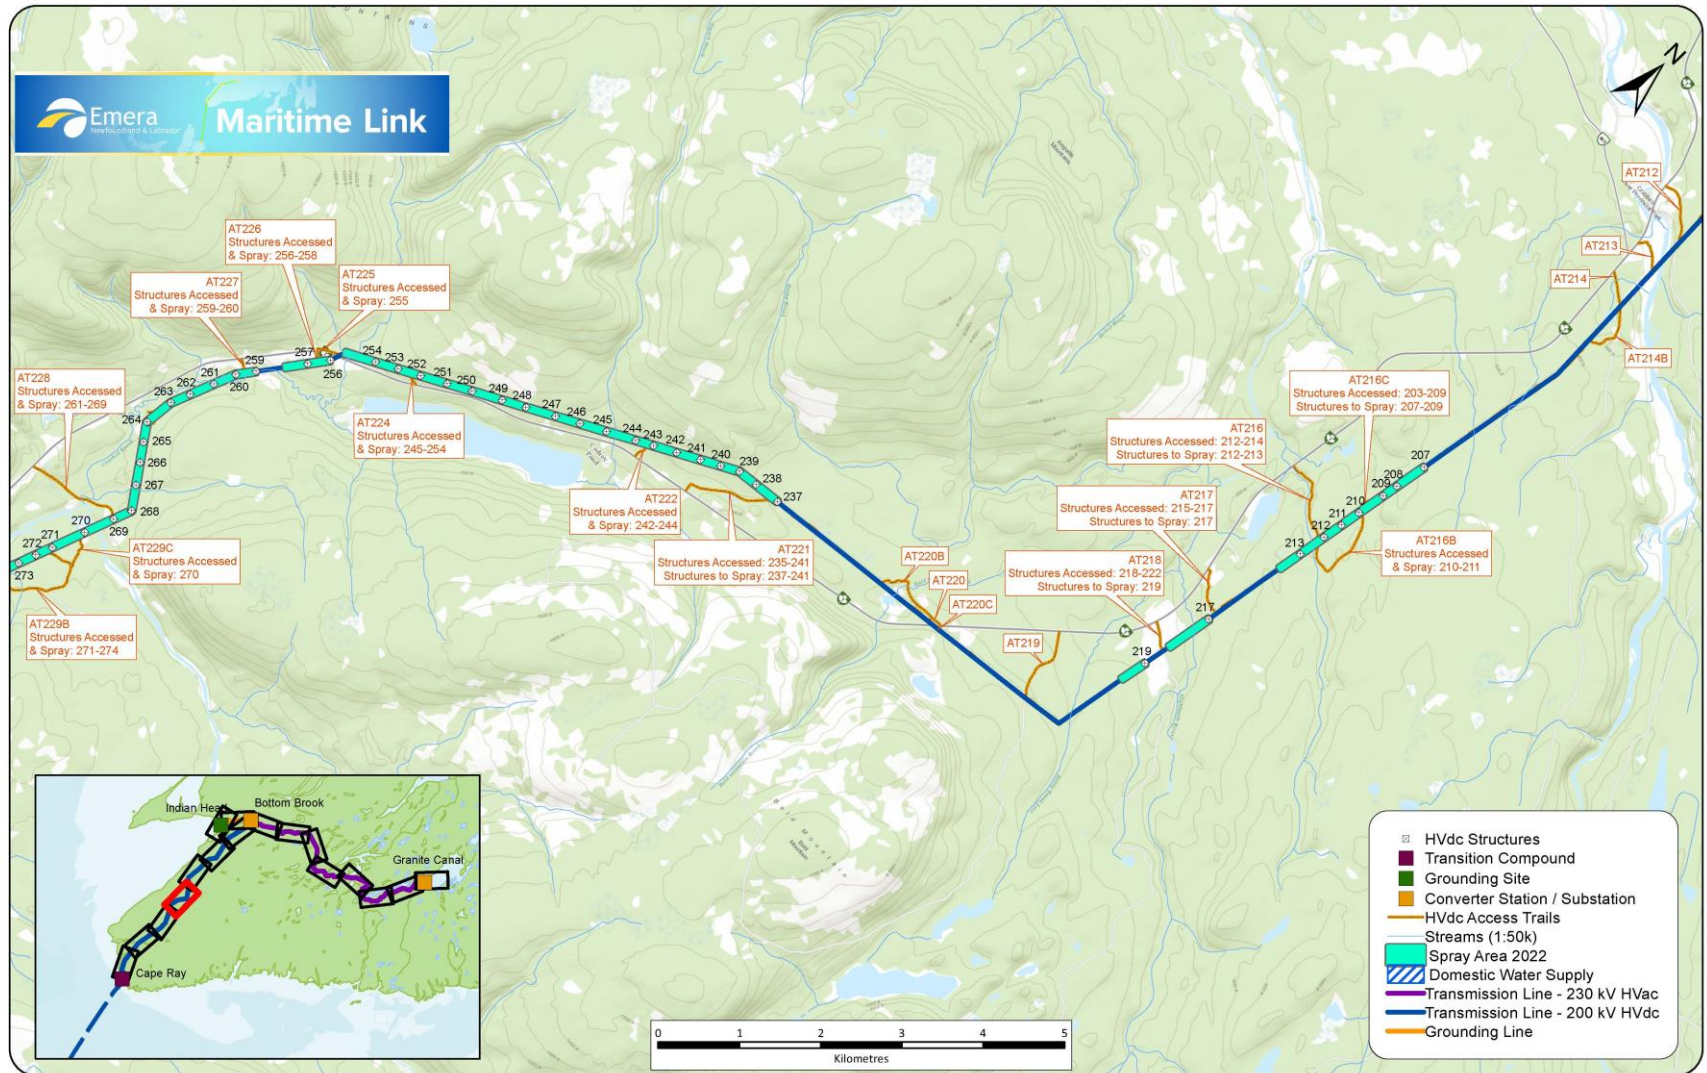 Emera
Newfoundland & Labrador
Maritime Link
N
AT212
AT213
AT214
AT214B
AT226
Structures Accessed
& Spray: 256-258
AT225
Structures Accessed
& Spray: 255
AT227
Structures Accessed
& Spray: 259-260
AT228
Structures Accessed
& Spray: 261-269
AT224
Structures Accessed
& Spray: 245-254
AT222
Structures Accessed
& Spray: 242-244
AT221
Structures Accessed: 235-241
Structures to Spray: 237-241
AT229C
Structures Accessed
& Spray: 270
AT229B
Structures Accessed
& Spray: 271-274
AT220B
AT220
AT220C
AT219
AT218
Structures Accessed: 218-222
Structures to Spray: 219
AT217
Structures Accessed: 215-217
Structures to Spray: 217
AT216
Structures Accessed: 212-214
Structures to Spray: 212-213
AT216C
Structures Accessed: 203-209
Structures to Spray: 207-209
AT216B
Structures Accessed
& Spray: 210-211
273
272
271
270
269
268
267
266
265
264
263
262
261
260
259
257
256
254
253
252
251
250
249
248
247
246
245
244
243
242
241
240
239
238
237
219
217
213
212
211
210
209
208
207
Codroy
Pond
Anguille
Mountains
Bald Mountain
Indian Head
Bottom Brook
Granite Canal
Cape Ray
0 1 2 3 4 5
Kilometres
HVdc Structures
Transition Compound
Grounding Site
Converter Station / Substation
HVdc Access Trails
Streams (1:50k)
Spray Area 2022
Domestic Water Supply
Transmission Line - 230 kV HVac
Transmission Line - 200 kV HVdc
Grounding Line